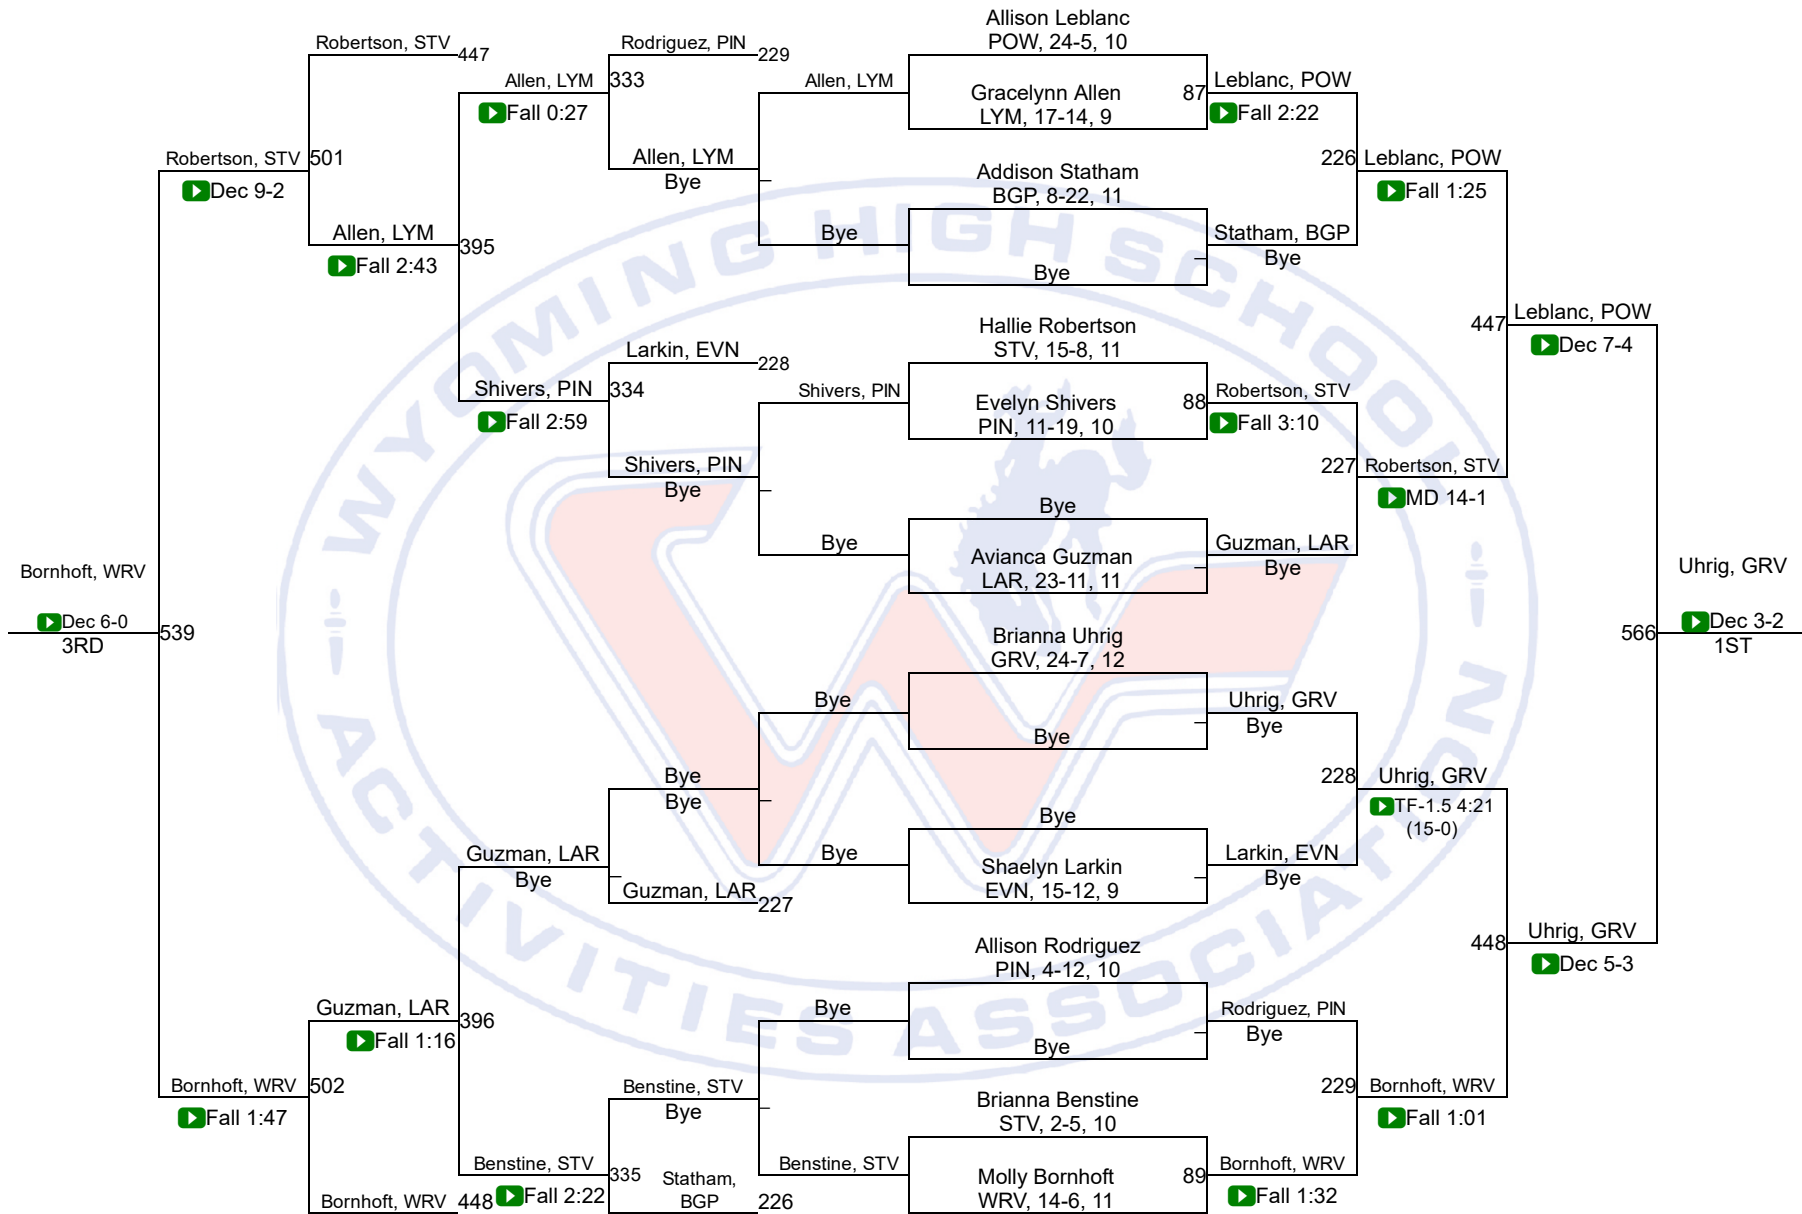 Allison Leblanc
POW, 24-5, 10
Gracelynn Allen
LYM, 17-14, 9
87
Addison Statham
BGP, 8-22, 11
Bye
Hallie Robertson
STV, 15-8, 11
Evelyn Shivers
PIN, 11-19, 10
88
Bye
Avianca Guzman
LAR, 23-11, 11
Brianna Uhrig
GRV, 24-7, 12
Bye
Bye
Shaelyn Larkin
EVN, 15-12, 9
Allison Rodriguez
PIN, 4-12, 10
Bye
Brianna Benstine
STV, 2-5, 10
Molly Bornhoft
WRV, 14-6, 11
89
Leblanc, POW
Fall 2:22
226
Statham, BGP
Bye
Robertson, STV
Fall 3:10
227
Guzman, LAR
Bye
Uhrig, GRV
Bye
228
Larkin, EVN
Bye
Rodriguez, PIN
Bye
229
Bornhoft, WRV
Fall 1:32
Leblanc, POW
Fall 1:25
447
Robertson, STV
MD 14-1
Uhrig, GRV
TF-1.5 4:21
(15-0)
448
Bornhoft, WRV
Fall 1:01
Leblanc, POW
Dec 7-4
566
Uhrig, GRV
Dec 5-3
Uhrig, GRV
Dec 3-2
1ST
Allen, LYM
Bye
Shivers, PIN
Bye
Bye
Bye
Bye
Benstine, STV
Rodriguez, PIN
229
333
Allen, LYM
Bye
Larkin, EVN
228
334
Shivers, PIN
Bye
Bye
Bye
Guzman, LAR
227
Benstine, STV
Bye
335
Statham,
BGP
226
Allen, LYM
Fall 0:27
395
Shivers, PIN
Fall 2:59
Guzman, LAR
Bye
396
Benstine, STV
Fall 2:22
Robertson, STV
447
501
Allen, LYM
Fall 2:43
Guzman, LAR
Fall 1:16
502
Bornhoft, WRV
448
Robertson, STV
Dec 9-2
539
Bornhoft, WRV
Fall 1:47
Bornhoft, WRV
Dec 6-0
3RD
WYOMING HIGH SCHOOL
ACTIVITIES ASSOCIATION